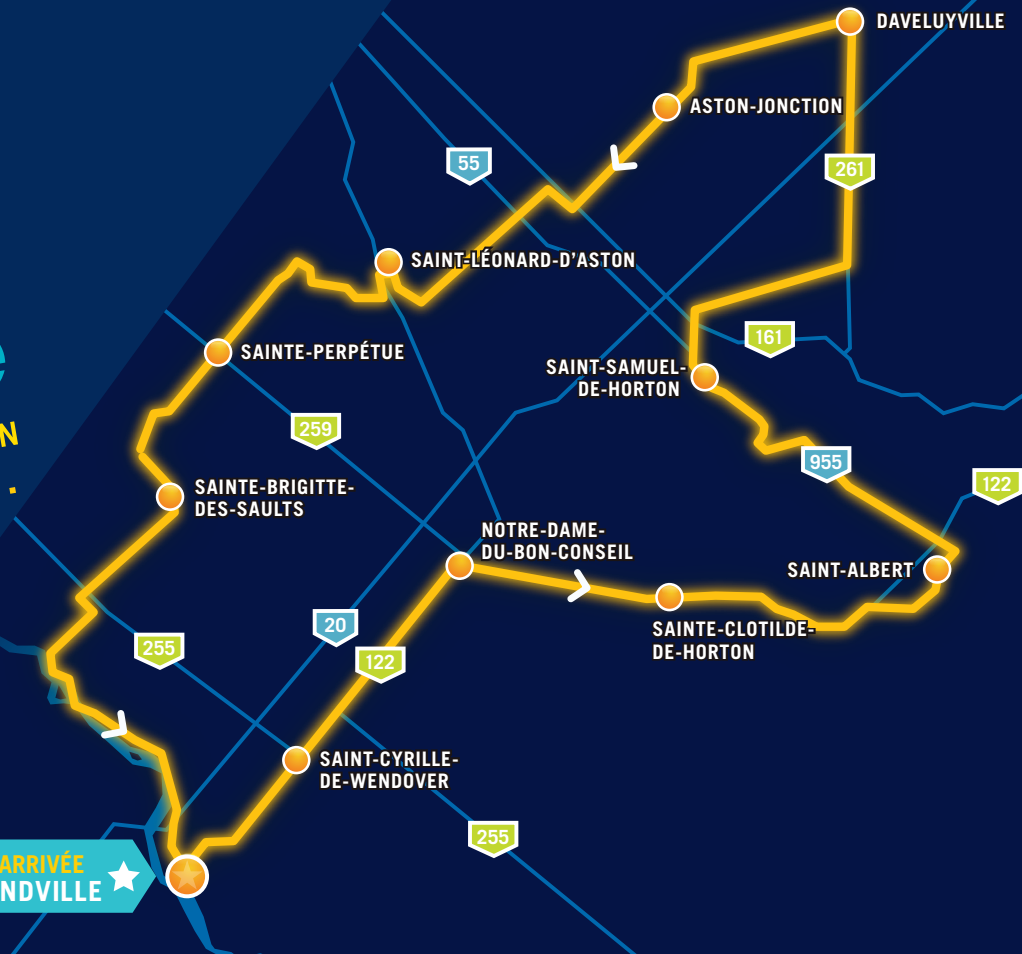 DAVELUYVILLE
ASTON-JONCTION
55
261
SAINT-LÉONARD-D'ASTON
161
SAINTE-PERPÉTUE
SAINT-SAMUEL-
DE-HORTON
259
955
122
SAINTE-BRIGITTE-
DES-SAULTS
NOTRE-DAME-
DU-BON-CONSEIL
SAINT-ALBERT
20
SAINTE-CLOTILDE-
DE-HORTON
255
122
SAINT-CYRILLE-
DE-WENDOVER
255
ARRIVÉE
NDVILLE